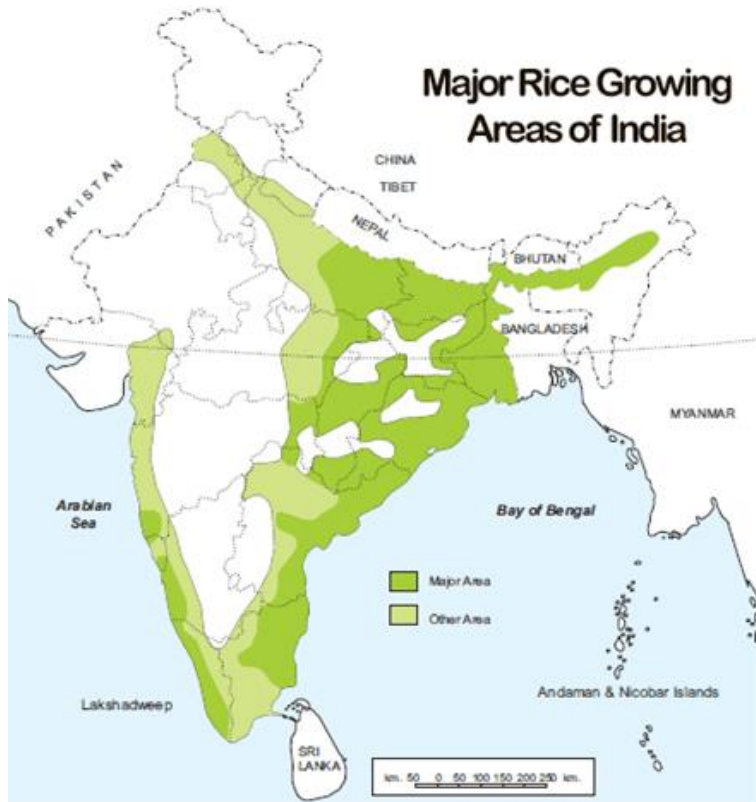 Major Rice Growing
Areas of India
CHINA
TIBET
PAKISTAN
NEPAL
BHUTAN
BANGLADESH
MYANMAR
Arabian
Sea
Bay of Bengal
Major Area
Other Area
Lakshadweep
Andaman & Nicobar Islands
SRI
LANKA
km. 50 0 50 100 150 200 250 km.